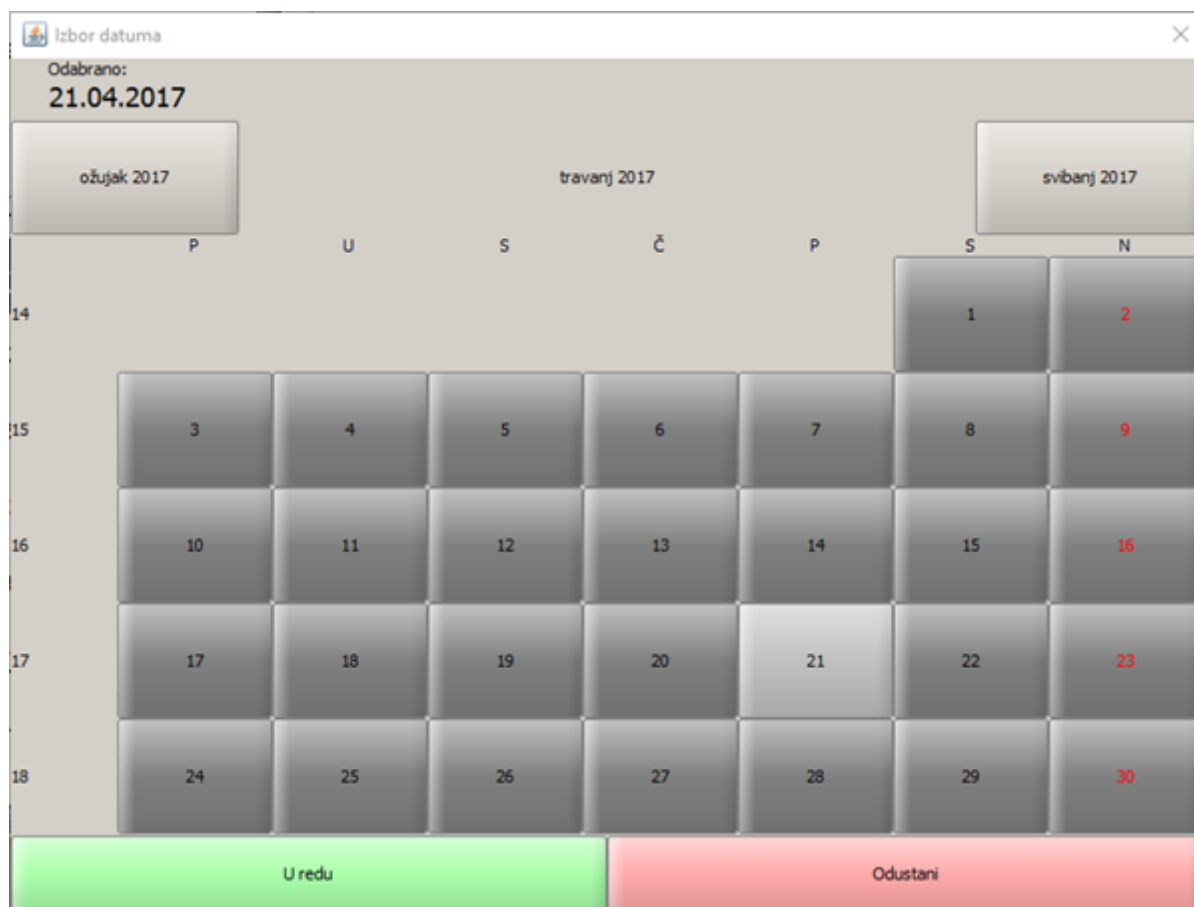 Izbor datuma
Odabrano:
21.04.2017
ožujak 2017 travanj 2017 svibanj 2017
P U S Č P S N
14 1 2
15 3 4 5 6 7 8 9
16 10 11 12 13 14 15 16
17 17 18 19 20 21 22 23
18 24 25 26 27 28 29 30
U redu Odustani